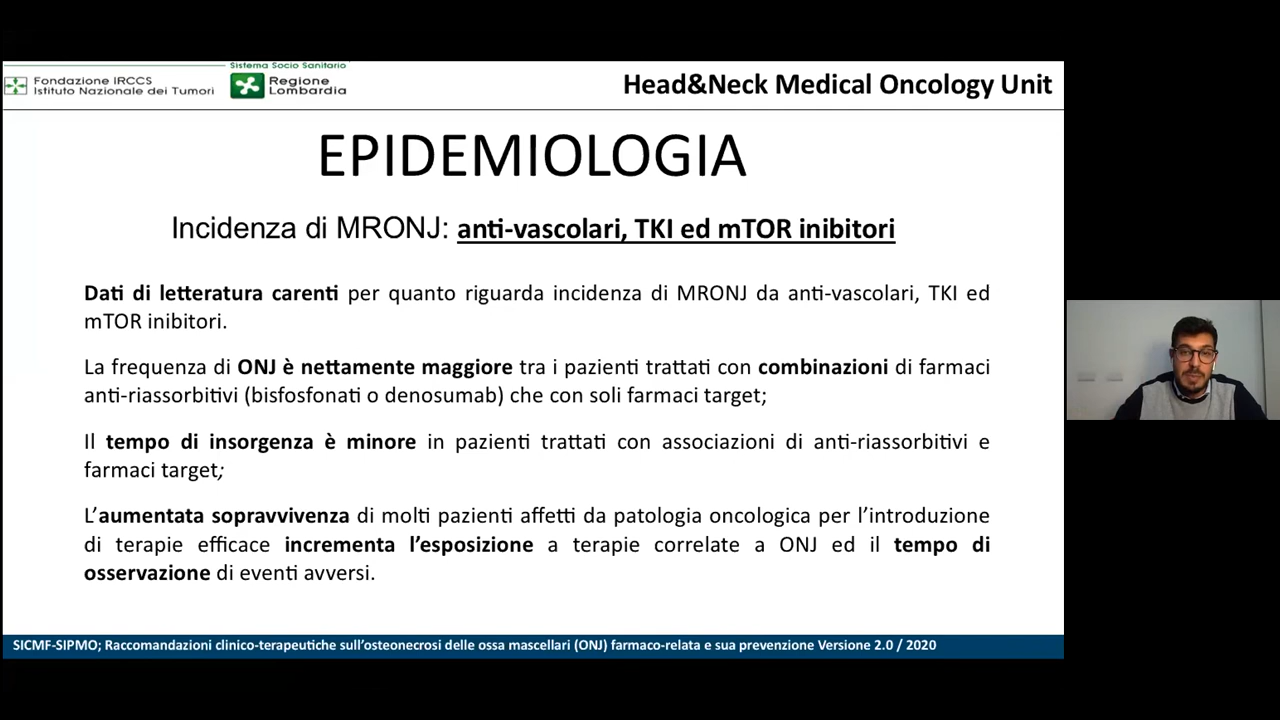 Sistema Socio Sanitario
Fondazione IRCCS
Istituto Nazionale dei Tumori
Regione
Lombardia
Head&Neck Medical Oncology Unit
EPIDEMIOLOGIA
Incidenza di MRONJ: anti-vascolari, TKI ed mTOR inibitori
Dati di letteratura carenti per quanto riguarda incidenza di MRONJ da anti-vascolari, TKI ed
mTOR inibitori.
La frequenza di ONJ è nettamente maggiore tra i pazienti trattati con combinazioni di farmaci
anti-riassorbitivi (bisfosfonati o denosumab) che con soli farmaci target;
Il tempo di insorgenza è minore in pazienti trattati con associazioni di anti-riassorbitivi e
farmaci target;
L’aumentata sopravvivenza di molti pazienti affetti da patologia oncologica per l’introduzione
di terapie efficace incrementa l’esposizione a terapie correlate a ONJ ed il tempo di
osservazione di eventi avversi.
SICMF-SIPMO; Raccomandazioni clinico-terapeutiche sull’osteonecrosi delle ossa mascellari (ONJ) farmaco-relata e sua prevenzione Versione 2.0 / 2020